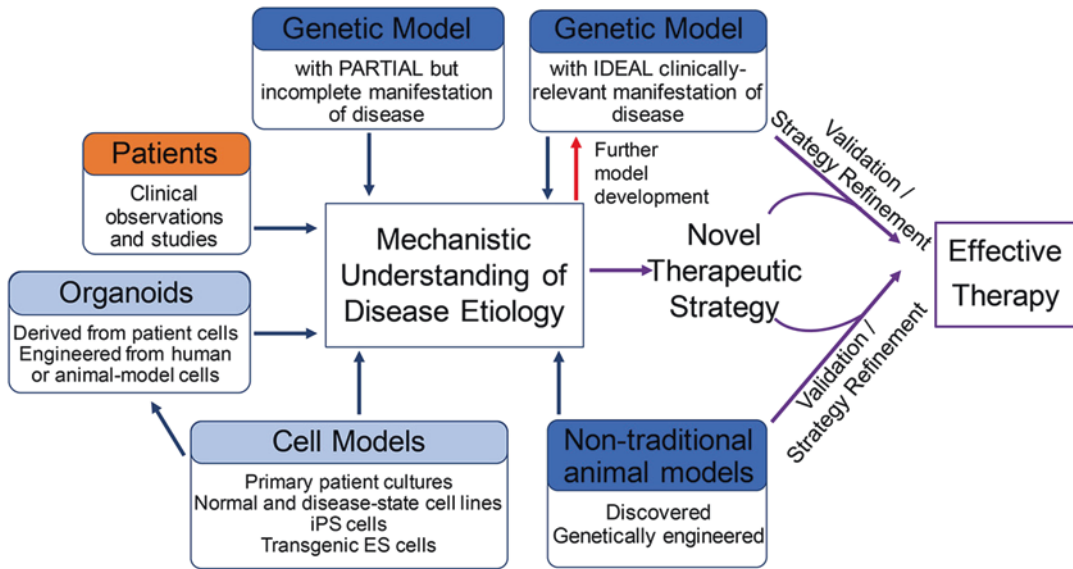 Genetic Model
with PARTIAL but
incomplete manifestation
of disease
Genetic Model
with IDEAL clinically-
relevant manifestation of
disease
Patients
Clinical
observations
and studies
Further
model
development
Validation /
Strategy Refinement
Organoids
Derived from patient cells
Engineered from human
or animal-model cells
Mechanistic
Understanding of
Disease Etiology
Novel
Therapeutic
Strategy
Effective
Therapy
Validation /
Strategy Refinement
Cell Models
Primary patient cultures
Normal and disease-state cell lines
iPS cells
Transgenic ES cells
Non-traditional
animal models
Discovered
Genetically engineered